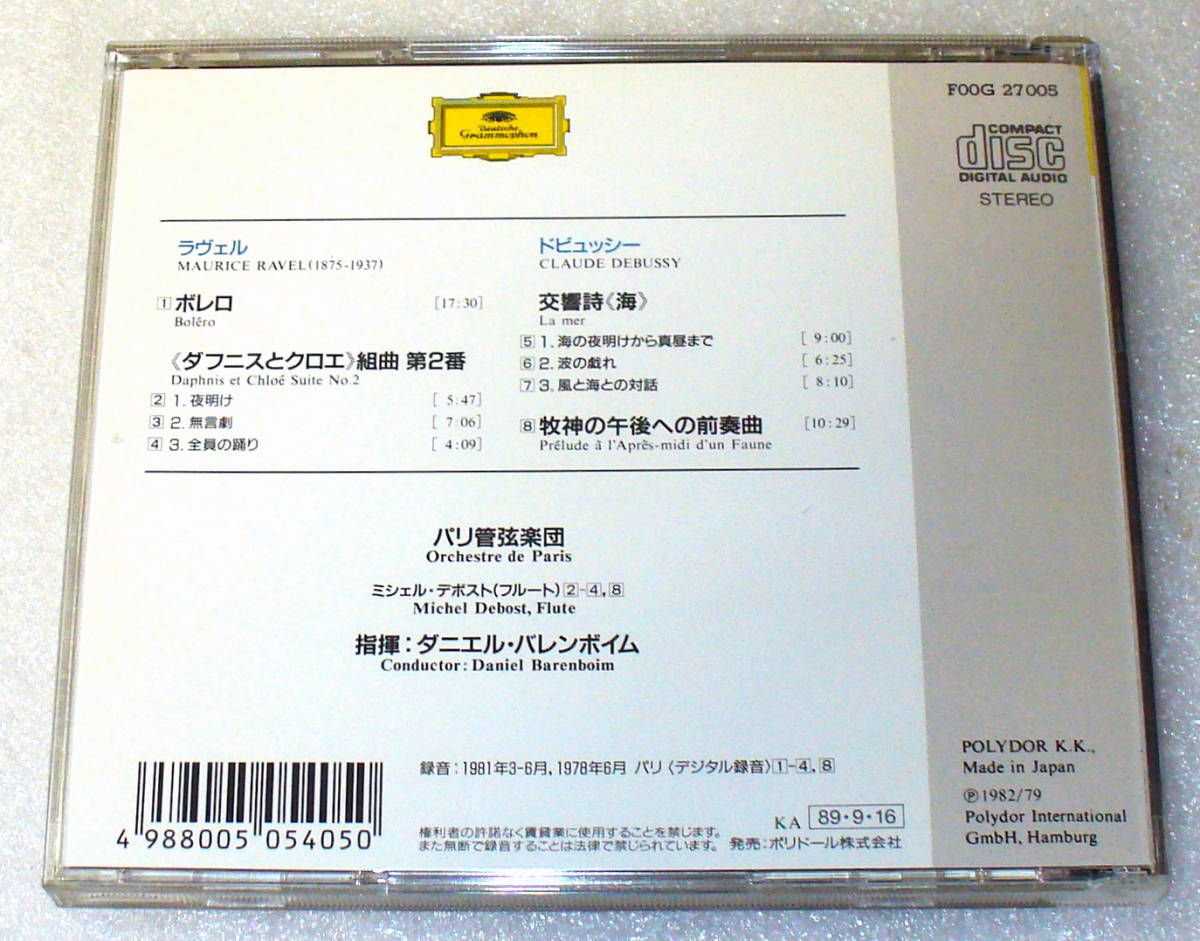 Deutsche
Grammophon
F00G 27005
COMPACT
disc
DIGITAL AUDIO
STEREO
ラヴェル
MAURICE RAVEL(1875-1937)
1 ボレロ [17:30]
Boléro
《ダフニスとクロエ》組曲 第2番
Daphnis et Chloé Suite No.2
2 1. 夜明け [ 5:47]
3 2. 無言劇 [ 7:06]
4 3. 全員の踊り [ 4:09]
ドビュッシー
CLAUDE DEBUSSY
交響詩《海》
La mer
5 1. 海の夜明けから真昼まで [ 9:00]
6 2. 波の戯れ [ 6:25]
7 3. 風と海との対話 [ 8:10]
8 牧神の午後への前奏曲 [10:29]
Prélude à l'Après-midi d'un Faune
パリ管弦楽団
Orchestre de Paris
ミシェル・デボスト(フルート) 2-4, 8
Michel Debost, Flute
指揮：ダニエル・バレンボイム
Conductor: Daniel Barenboim
録音：1981年3-6月, 1978年6月 パリ〈デジタル録音〉1-4, 8
KA 89・9・16
権利者の許諾なく賃貸業に使用することを禁じます。
また無断で録音することは法律で禁じられています。 発売：ポリドール株式会社
4 988005 054050
POLYDOR K.K.,
Made in Japan
Ⓟ1982/79
Polydor International
GmbH, Hamburg